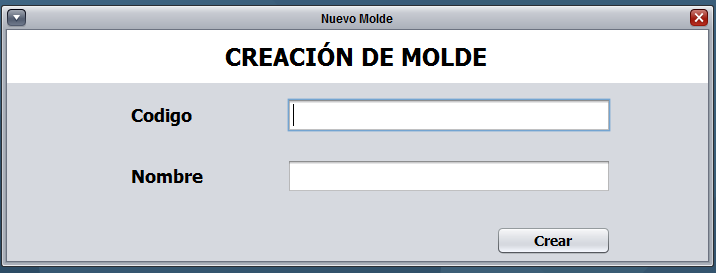 Nuevo Molde
CREACIÓN DE MOLDE
Codigo
Nombre
Crear